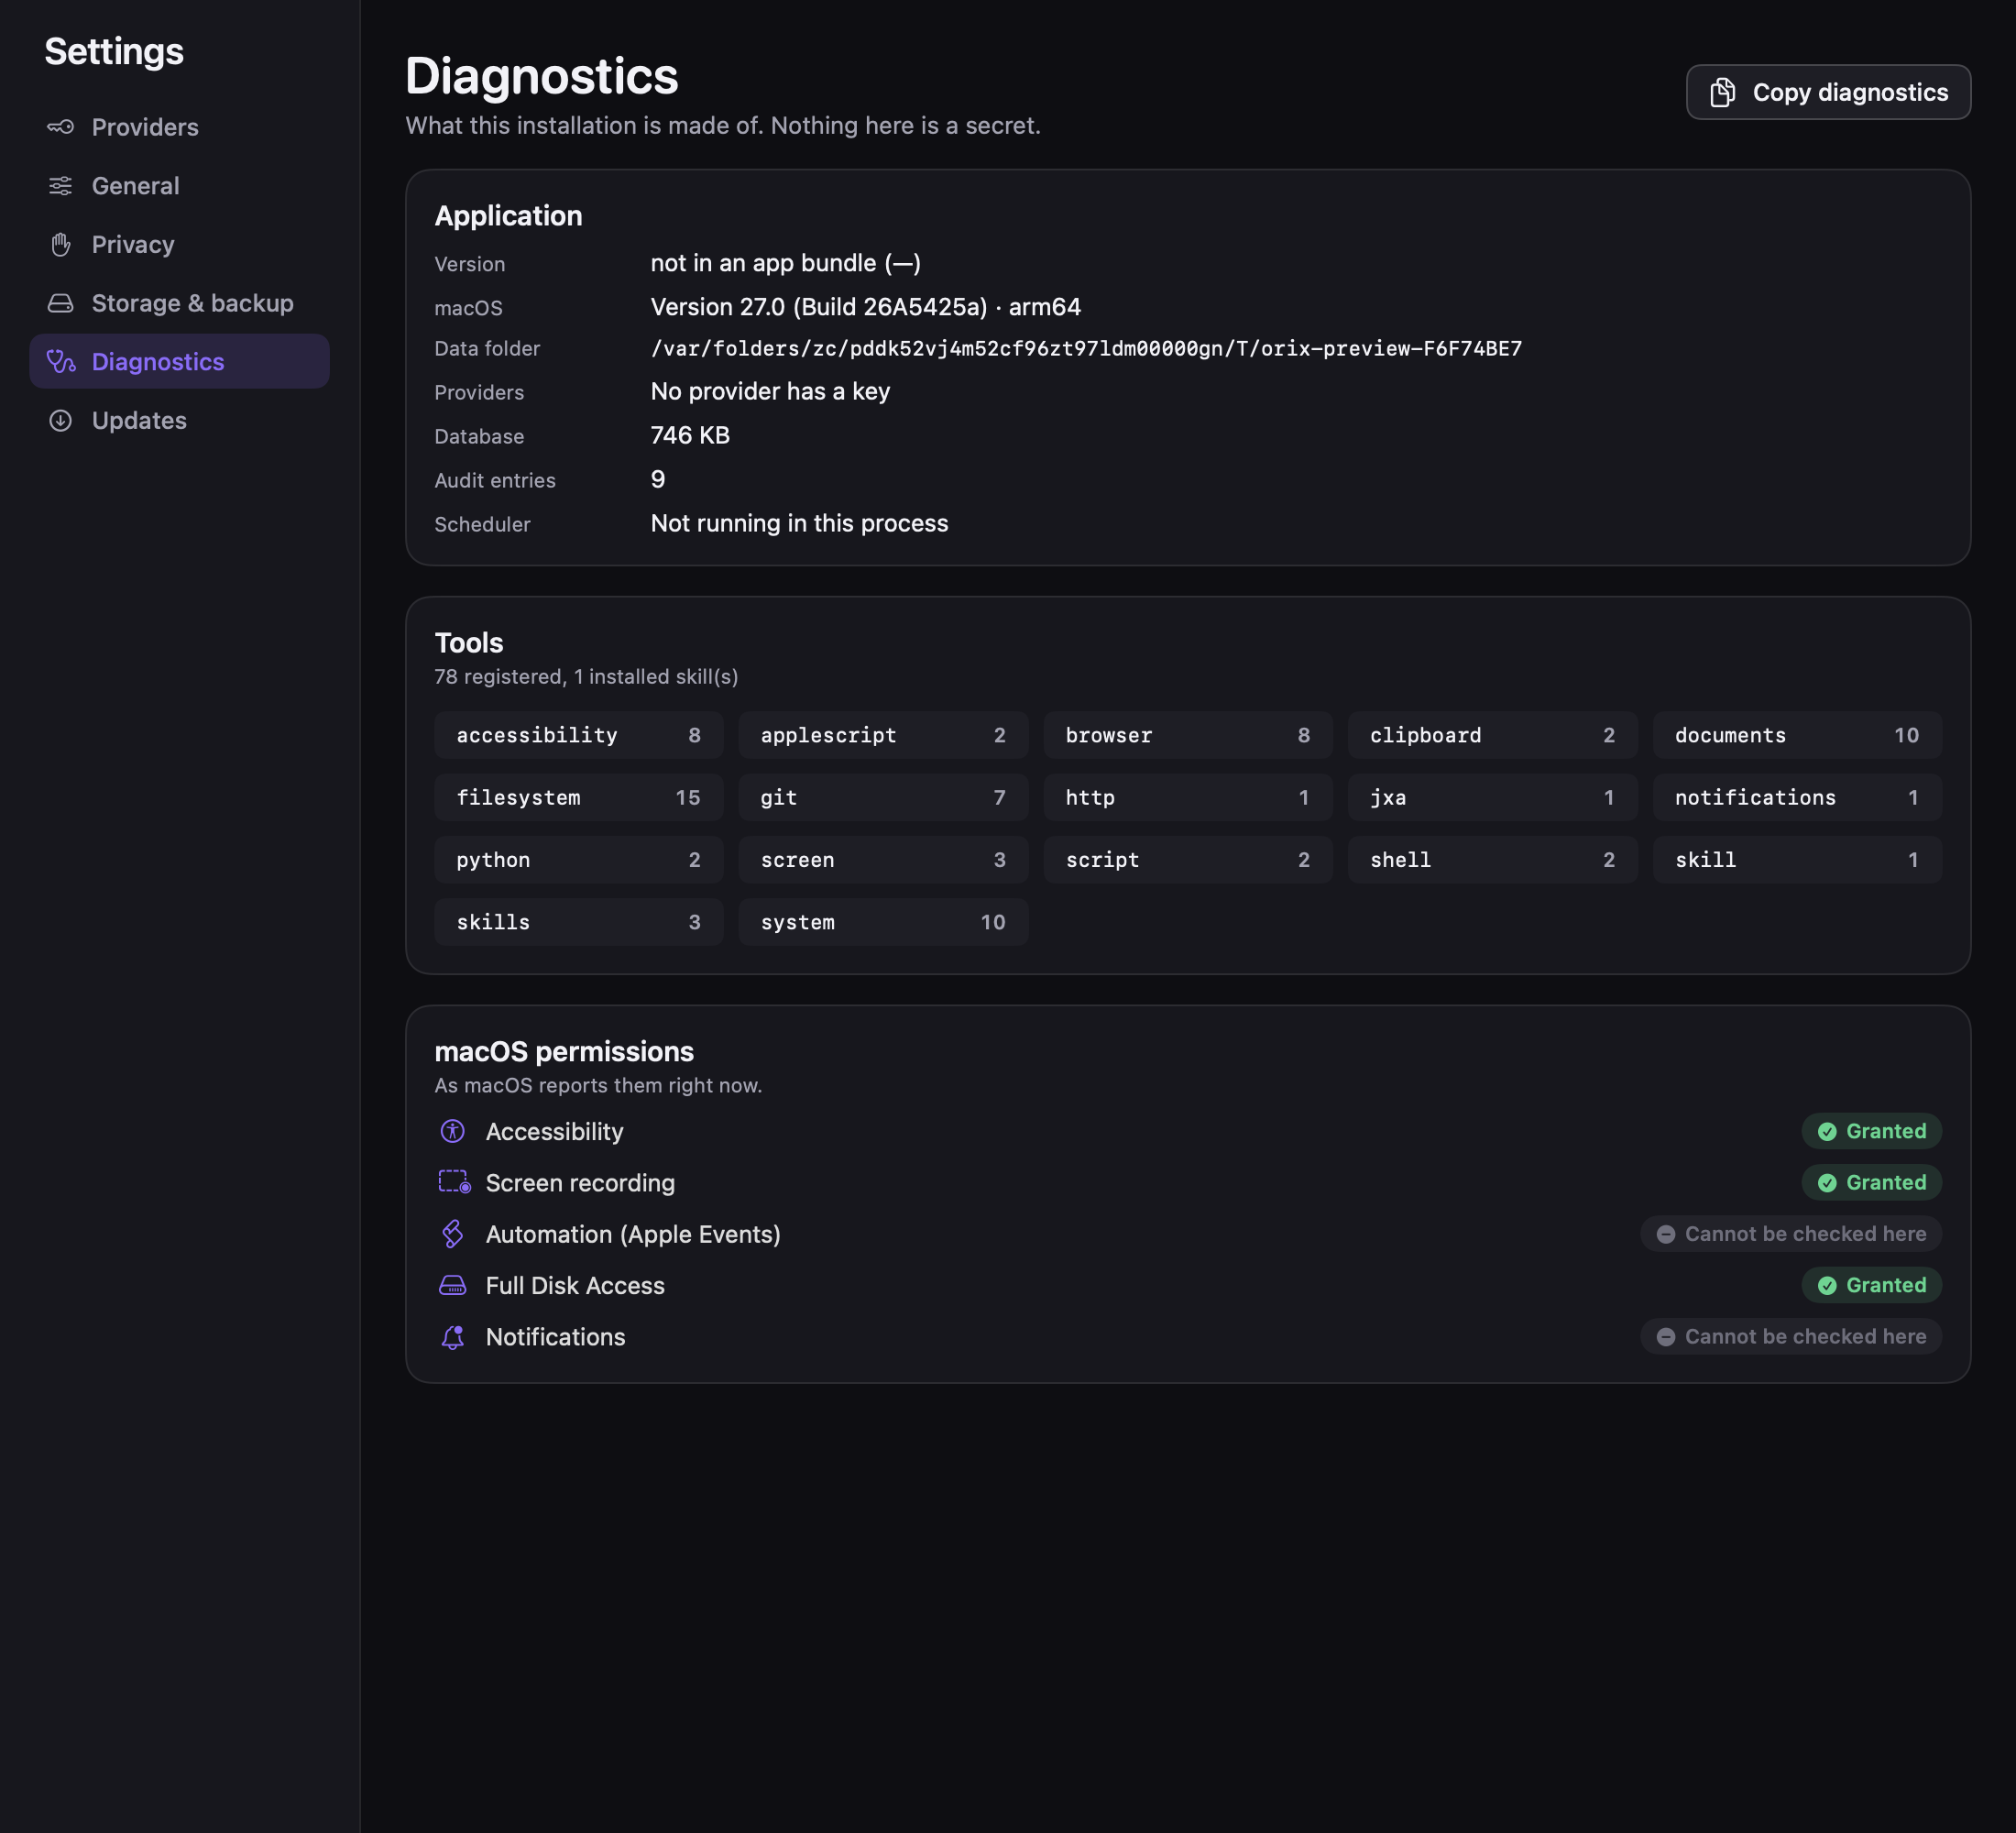 Settings
Providers
General
Privacy
Storage & backup
Diagnostics
Updates
Diagnostics
What this installation is made of. Nothing here is a secret.
Copy diagnostics
Application
Version not in an app bundle (—)
macOS Version 27.0 (Build 26A5425a) · arm64
Data folder /var/folders/zc/pddk52vj4m52cf96zt97ldm00000gn/T/orix-preview-F6F74BE7
Providers No provider has a key
Database 746 KB
Audit entries 9
Scheduler Not running in this process
Tools
78 registered, 1 installed skill(s)
accessibility 8 applescript 2 browser 8 clipboard 2 documents 10
filesystem 15 git 7 http 1 jxa 1 notifications 1
python 2 screen 3 script 2 shell 2 skill 1
skills 3 system 10
macOS permissions
As macOS reports them right now.
Accessibility Granted
Screen recording Granted
Automation (Apple Events) Cannot be checked here
Full Disk Access Granted
Notifications Cannot be checked here